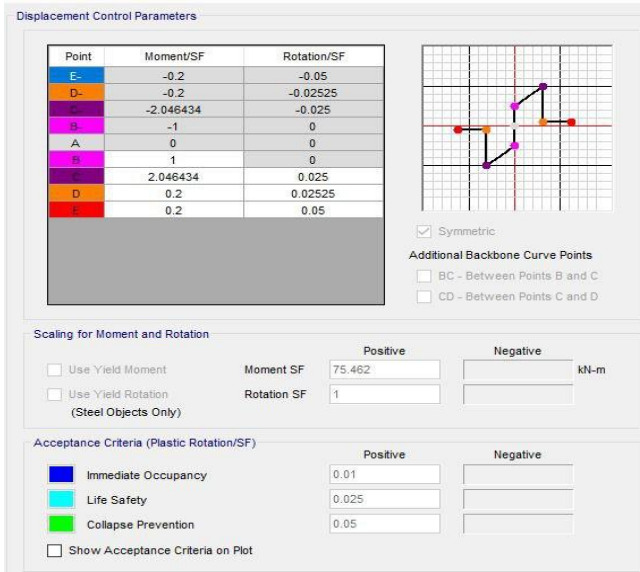 Displacement Control Parameters
Point Moment/SF Rotation/SF
E- -0.2 -0.05
D- -0.2 -0.02525
C- -2.046434 -0.025
B- -1 0
A 0 0
B 1 0
C 2.046434 0.025
D 0.2 0.02525
E 0.2 0.05
Symmetric
Additional Backbone Curve Points
BC - Between Points B and C
CD - Between Points C and D
Scaling for Moment and Rotation
Positive Negative
Use Yield Moment Moment SF 75.462 kN-m
Use Yield Rotation Rotation SF 1
(Steel Objects Only)
Acceptance Criteria (Plastic Rotation/SF)
Positive Negative
Immediate Occupancy 0.01
Life Safety 0.025
Collapse Prevention 0.05
Show Acceptance Criteria on Plot